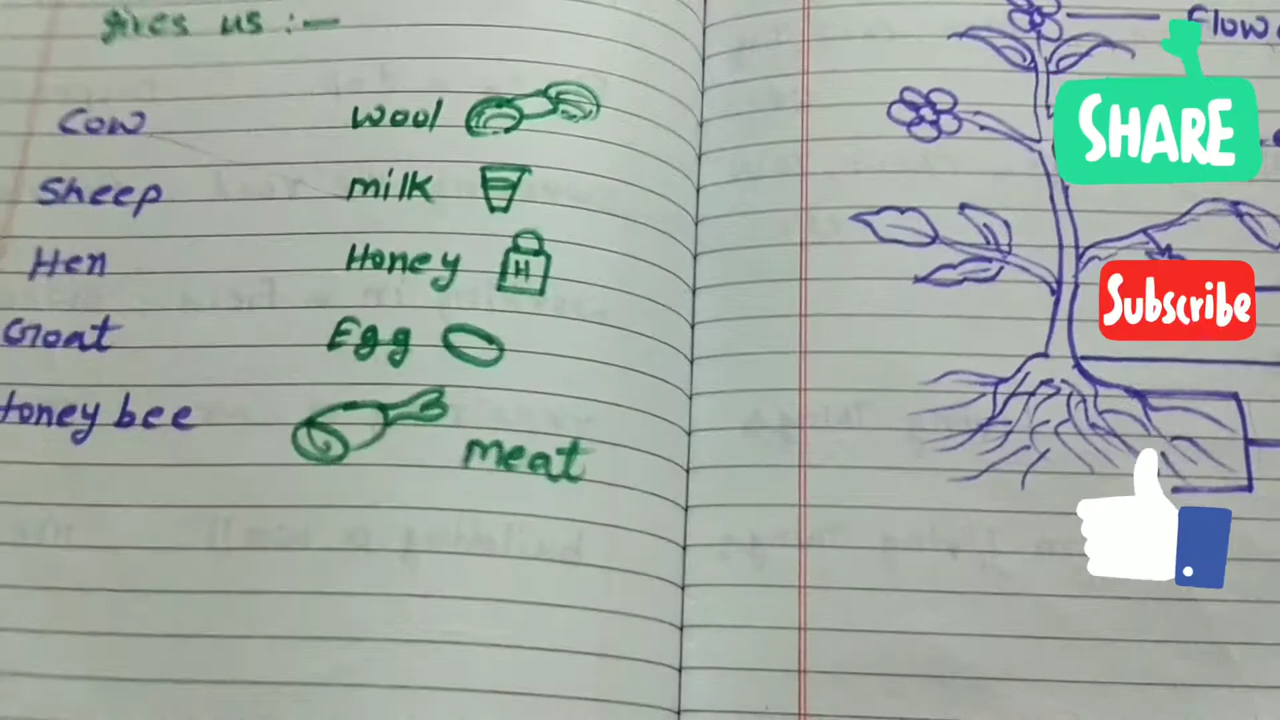 gives us :-
Cow wool
Sheep milk
Hen Honey
H
Goat Egg
Honey bee
meat
Flow
SHARE
Subscribe